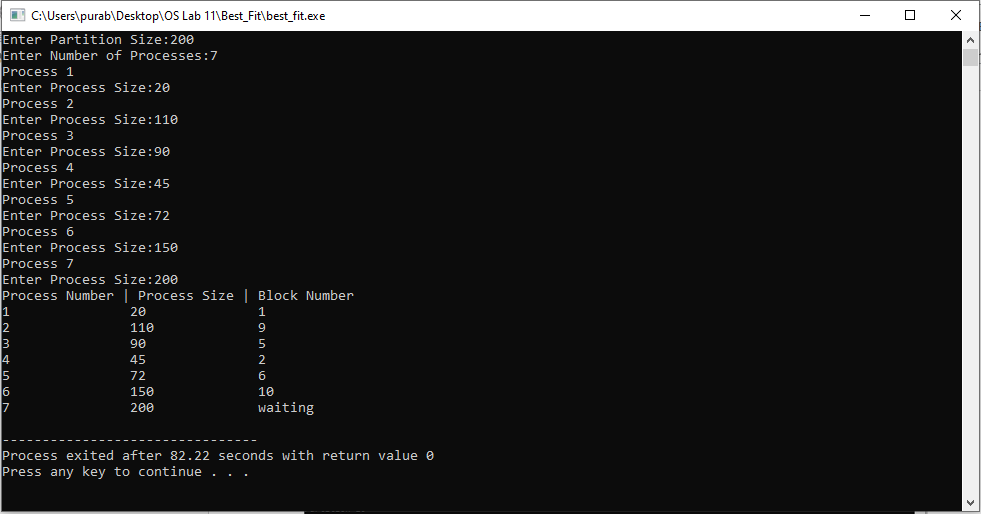 C:\Users\purab\Desktop\OS Lab 11\Best_Fit\best_fit.exe
Enter Partition Size:200
Enter Number of Processes:7
Process 1
Enter Process Size:20
Process 2
Enter Process Size:110
Process 3
Enter Process Size:90
Process 4
Enter Process Size:45
Process 5
Enter Process Size:72
Process 6
Enter Process Size:150
Process 7
Enter Process Size:200
Process Number | Process Size | Block Number
1               20              1
2               110             9
3               90              5
4               45              2
5               72              6
6               150             10
7               200             waiting
--------------------------------
Process exited after 82.22 seconds with return value 0
Press any key to continue . . .